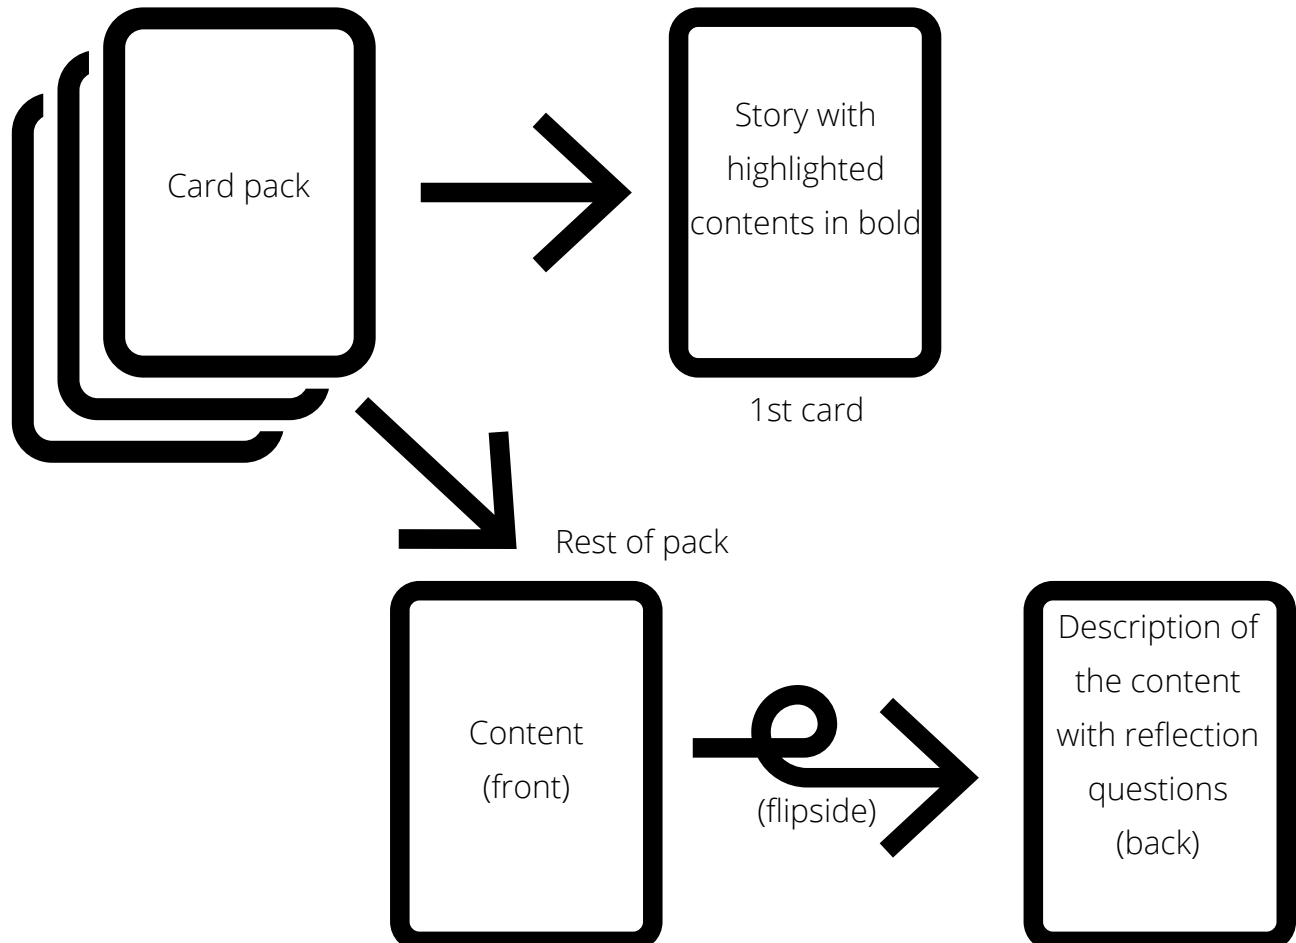 Card pack
Story with
highlighted
contents in bold
1st card
Rest of pack
Content
(front)
(flipside)
Description of
the content
with reflection
questions
(back)